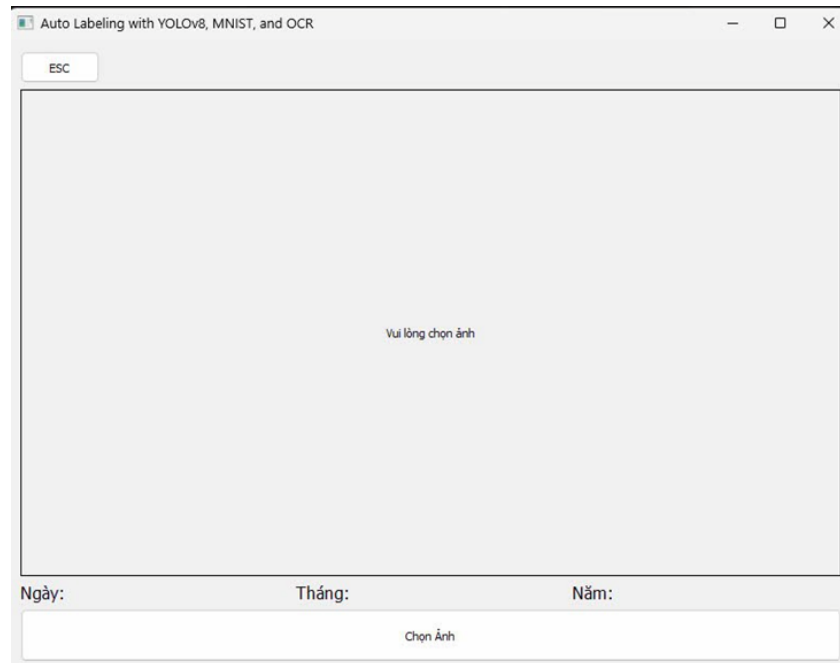 Auto Labeling with YOLOv8, MNIST, and OCR
ESC
Vui lòng chọn ảnh
Ngày: Tháng: Năm:
Chọn Ảnh